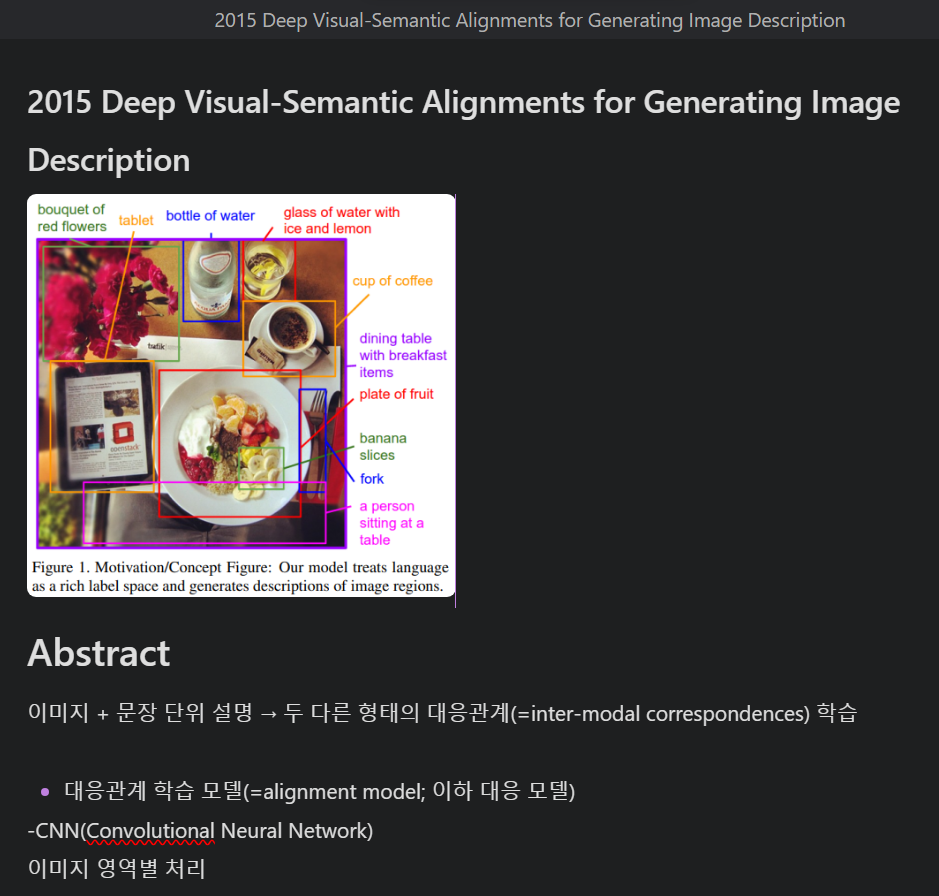 2015 Deep Visual-Semantic Alignments for Generating Image Description
2015 Deep Visual-Semantic Alignments for Generating Image
Description
bouquet of
red flowers
tablet
bottle of water
glass of water with
ice and lemon
cup of coffee
dining table
with breakfast
items
plate of fruit
banana
slices
fork
a person
sitting at a
table
openstack
Figure 1. Motivation/Concept Figure: Our model treats language
as a rich label space and generates descriptions of image regions.
Abstract
이미지 + 문장 단위 설명 → 두 다른 형태의 대응관계(=inter-modal correspondences) 학습
• 대응관계 학습 모델(=alignment model; 이하 대응 모델)
-CNN(Convolutional Neural Network)
이미지 영역별 처리